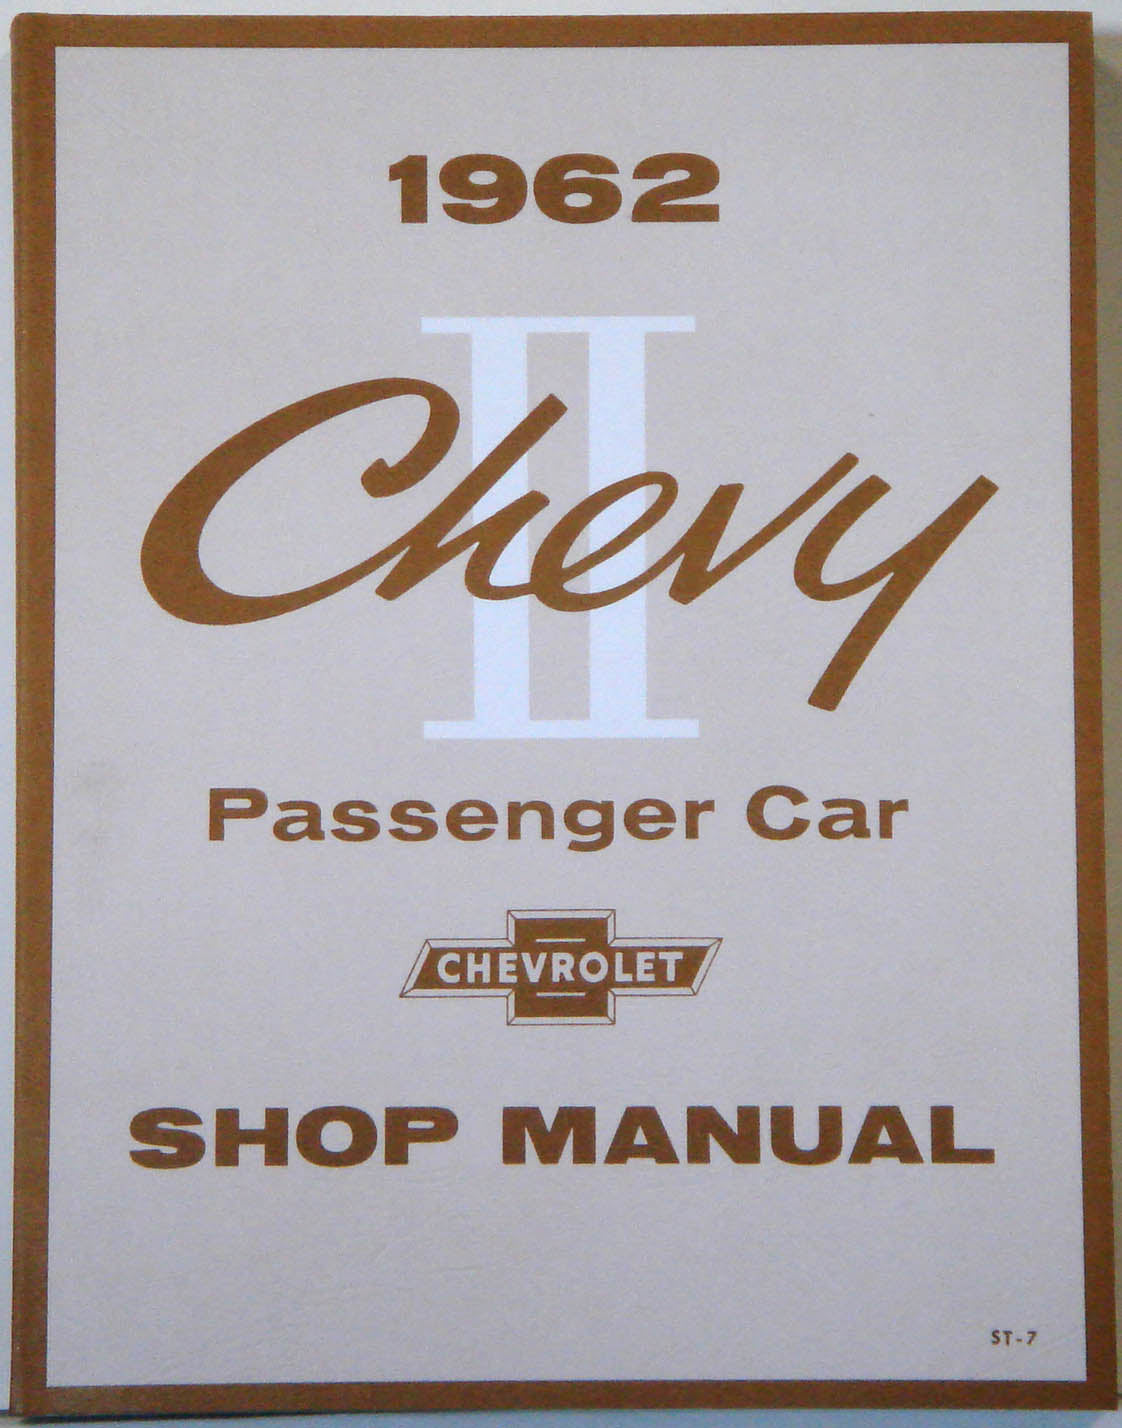 1962
II
Chevy
Passenger Car
CHEVROLET
SHOP MANUAL
ST-7